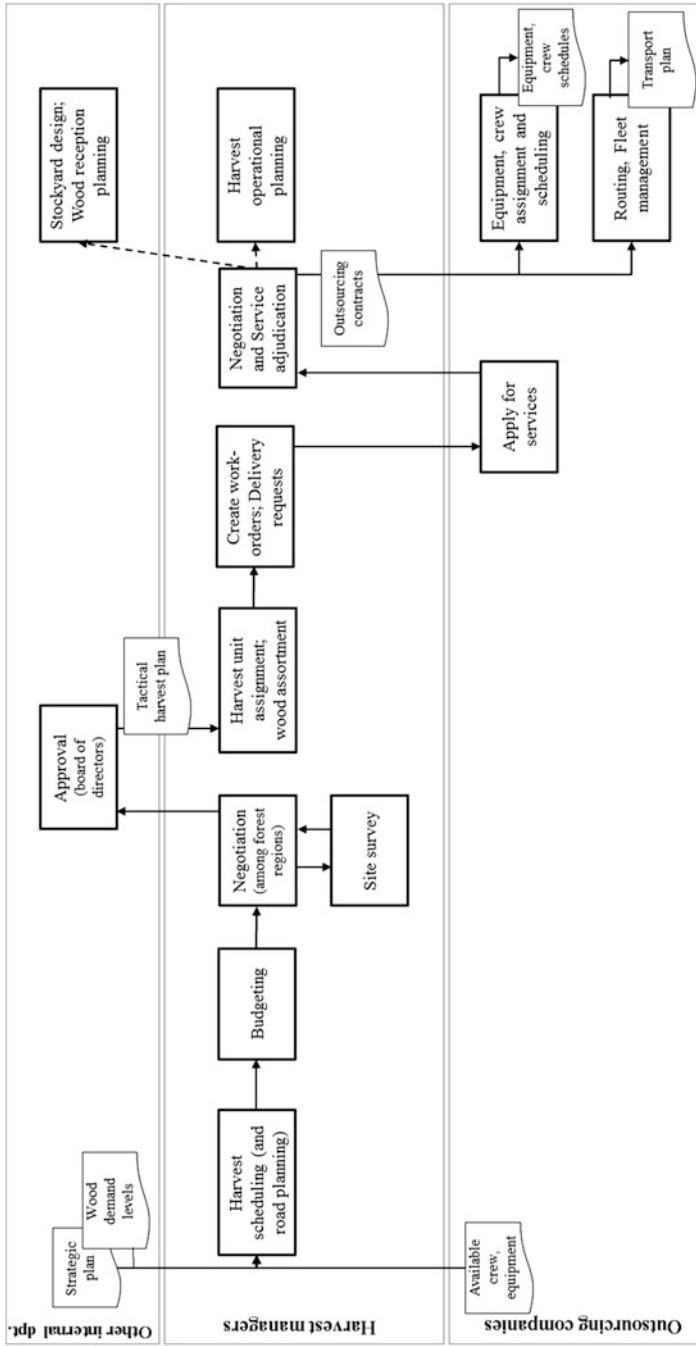 Other internal dpt.
Strategic
plan
Wood
demand
levels
Approval
(board of
directors)
Tactical
harvest plan
Stockyard design;
Wood reception
planning
Harvest managers
Harvest
scheduling (and
road planning)
Budgeting
Negotiation
(among forest
regions)
Site survey
Harvest unit
assignment;
wood assortment
Create work-
orders; Delivery
requests
Negotiation
and Service
adjudication
Outsourcing
contracts
Harvest
operational
planning
Outsourcing companies
Available
crew,
equipment
Apply for
services
Equipment, crew
assignment and
scheduling
Equipment,
crew
schedules
Routing, Fleet
management
Transport
plan